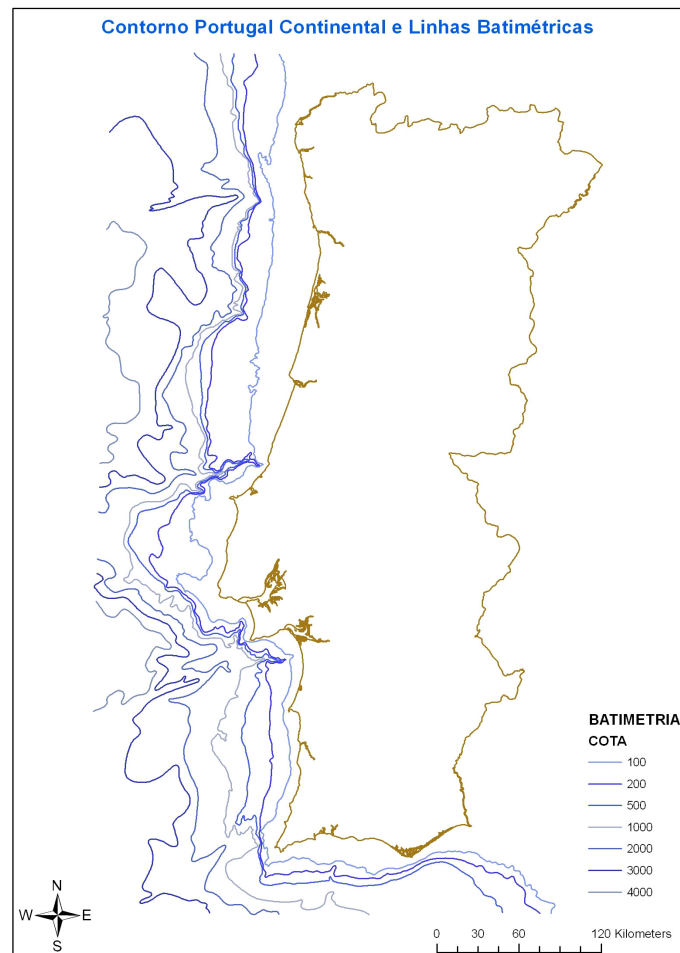 Contorno Portugal Continental e Linhas Batimétricas
BATIMETRIA
COTA
100
200
500
1000
2000
3000
4000
N
W E
S
0 30 60 120 Kilometers